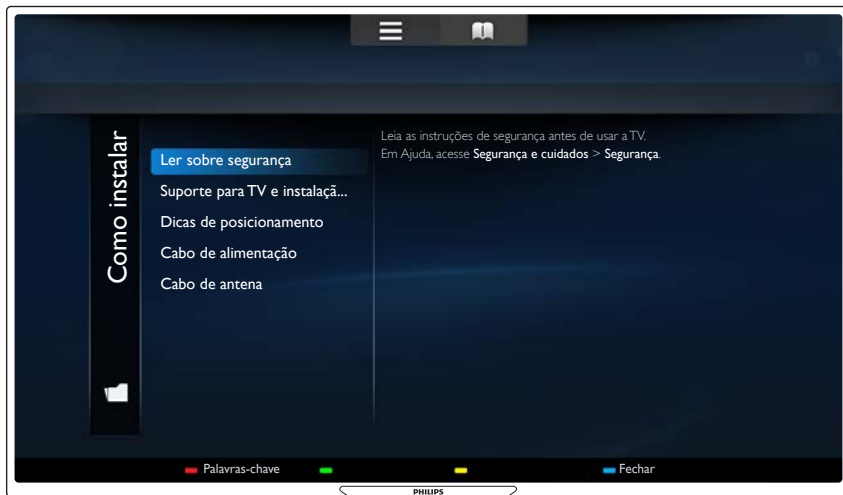 Como instalar
Ler sobre segurança
Suporte para TV e instalaçã...
Dicas de posicionamento
Cabo de alimentação
Cabo de antena
Leia as instruções de segurança antes de usar a TV.
Em Ajuda, acesse Segurança e cuidados > Segurança.
Palavras-chave
Fechar
PHILIPS